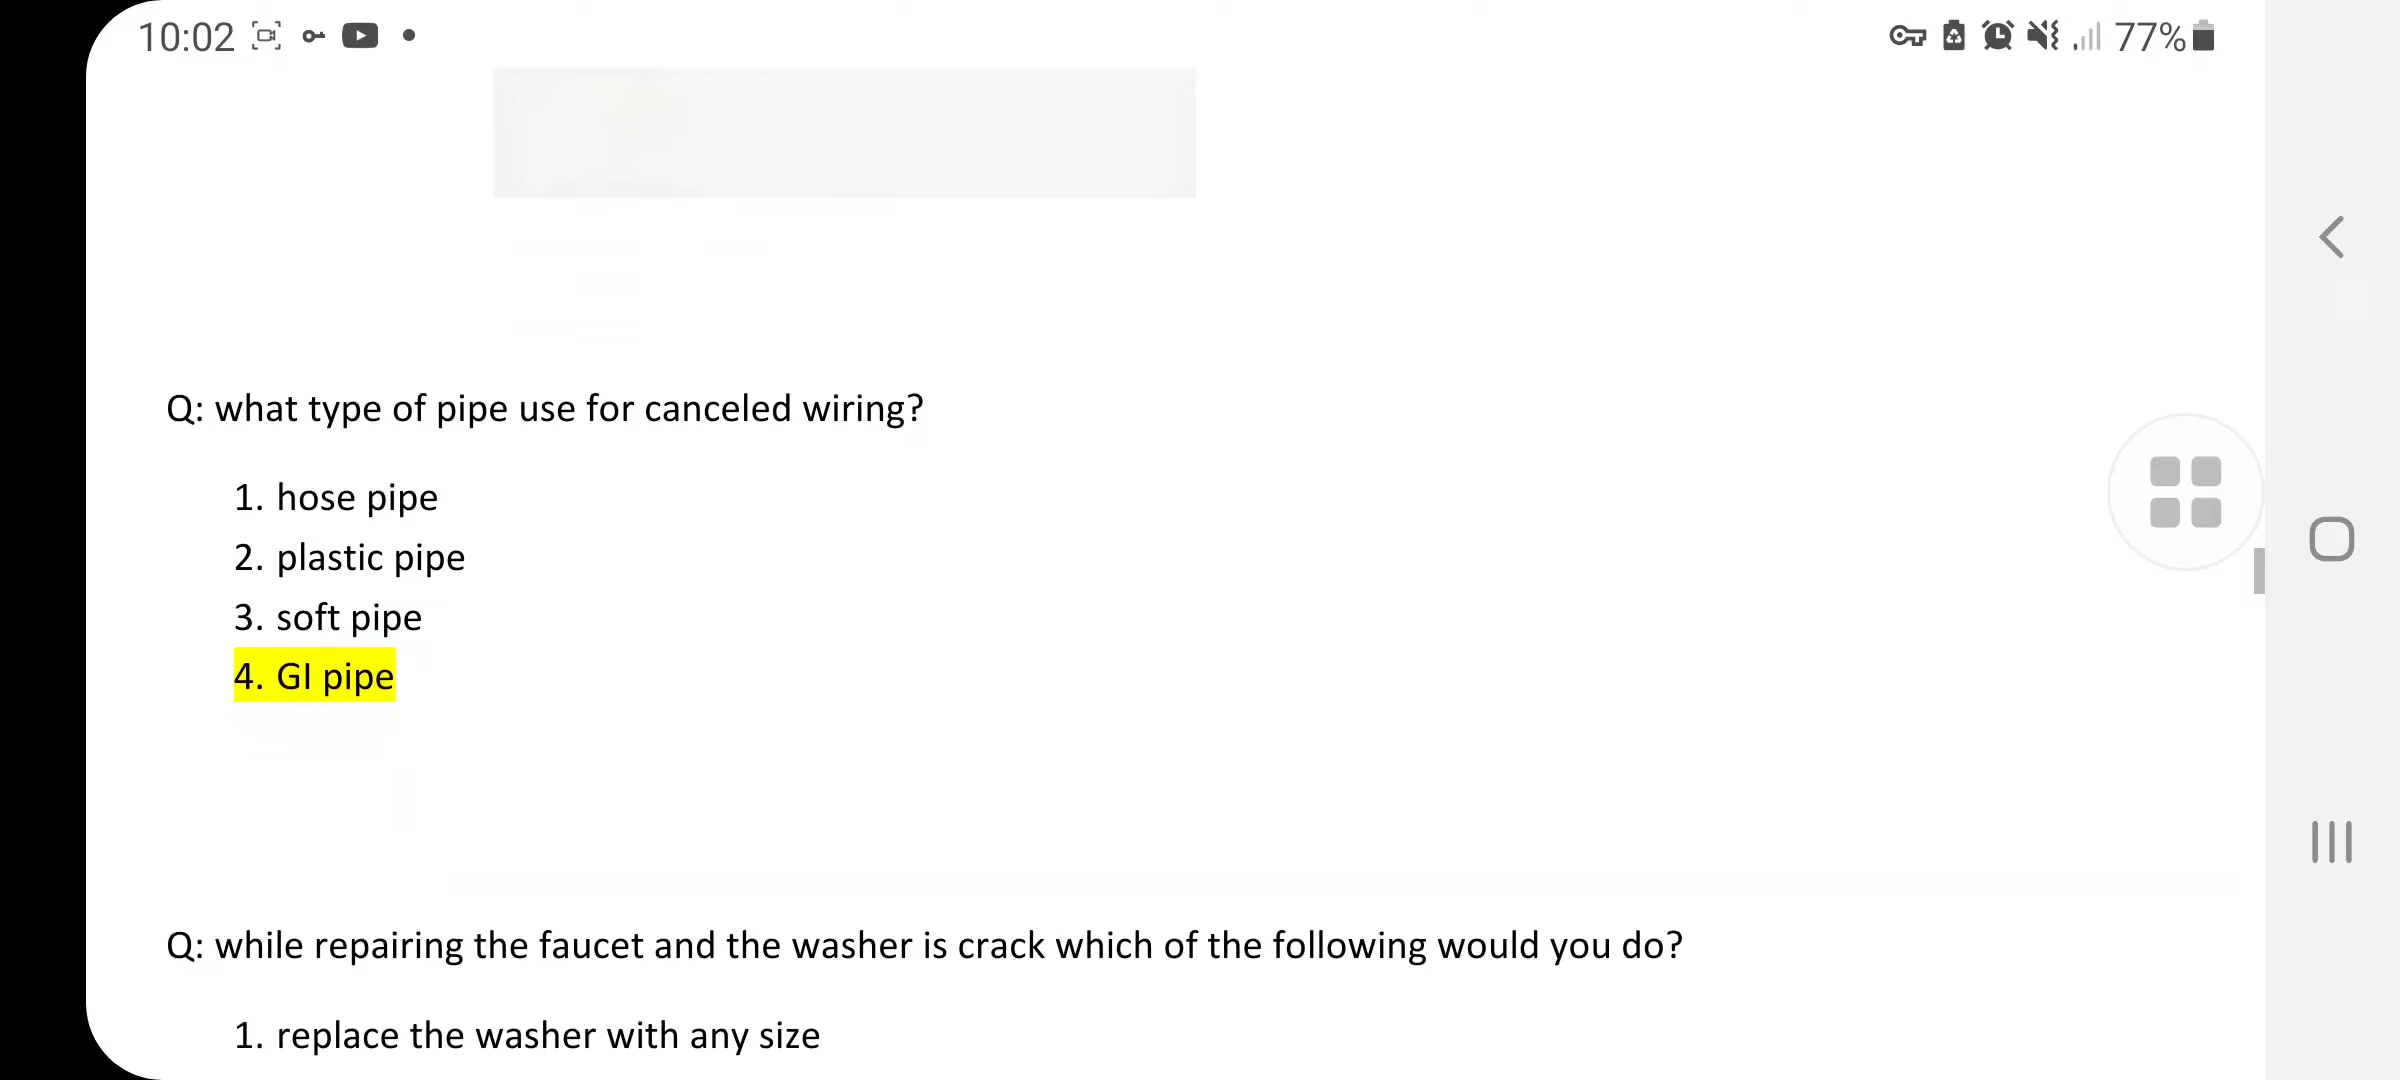 10:02
77%
Q: what type of pipe use for canceled wiring?
1. hose pipe
2. plastic pipe
3. soft pipe
4. GI pipe
Q: while repairing the faucet and the washer is crack which of the following would you do?
1. replace the washer with any size